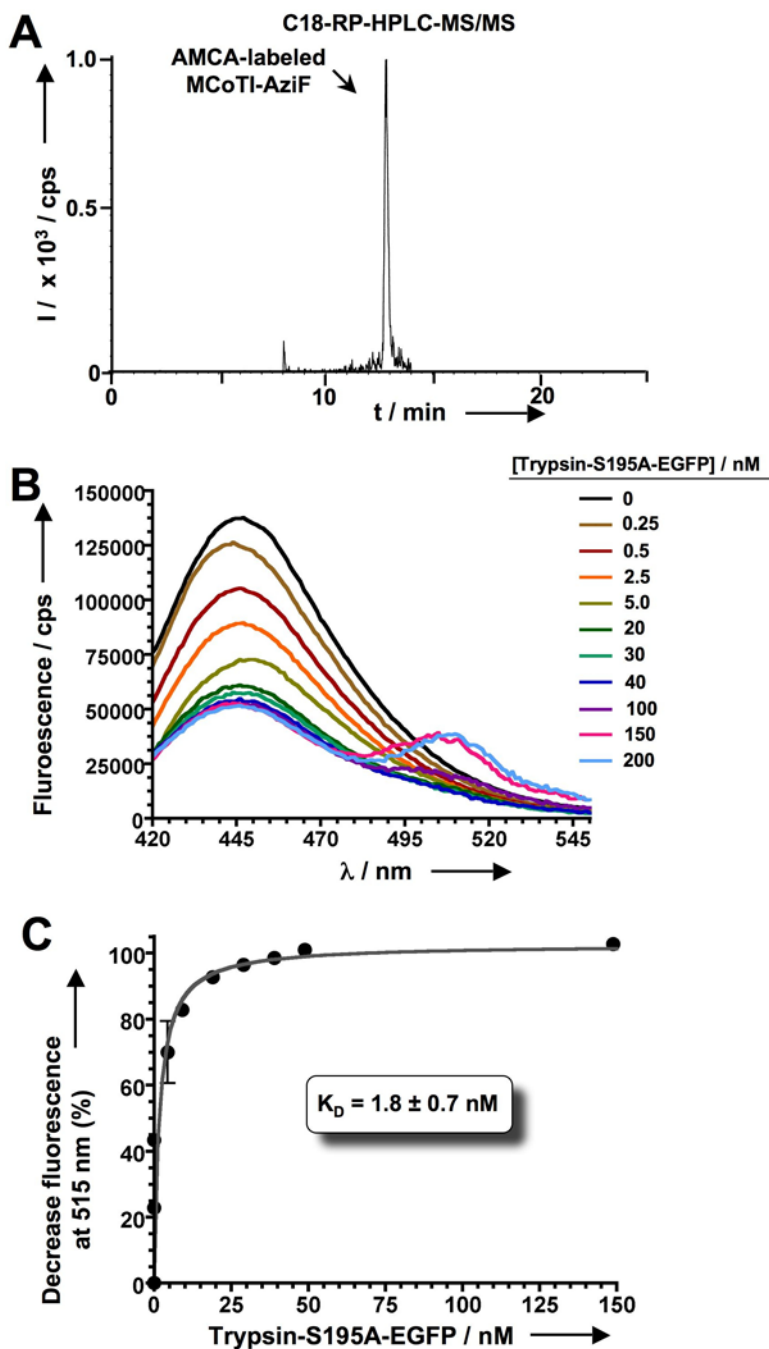 A
C18-RP-HPLC-MS/MS
AMCA-labeled
MCoTI-AziF
I / x 10³ / cps
1.0
0.5
0
0
10
20
t / min
B
[Trypsin-S195A-EGFP] / nM
Fluroescence / cps
150000
125000
100000
75000
50000
25000
0
420
445
470
495
520
545
λ / nm
0
0.25
0.5
2.5
5.0
20
30
40
100
150
200
C
Decrease fluorescence
at 515 nm (%)
100
80
60
40
20
0
K_D = 1.8 ± 0.7 nM
0
25
50
75
100
125
150
Trypsin-S195A-EGFP / nM